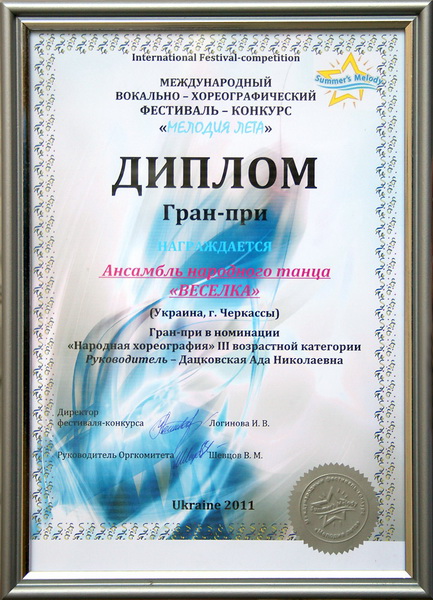 International Festival-competition
Summer's Melody
МЕЖДУНАРОДНЫЙ
ВОКАЛЬНО – ХОРЕОГРАФИЧЕСКИЙ
ФЕСТИВАЛЬ – КОНКУРС
«МЕЛОДИЯ ЛЕТА»
ДИПЛОМ
Гран-при
НАГРАЖДАЕТСЯ
Ансамбль народного танца
«ВЕСЕЛКА»
(Украина, г. Черкассы)
Гран-при в номинации
«Народная хореография» III возрастной категории
Руководитель – Дацковская Ада Николаевна
Директор
фестиваля-конкурса Логинова И. В.
Руководитель Оргкомитета Шевцов В. М.
Ukraine 2011